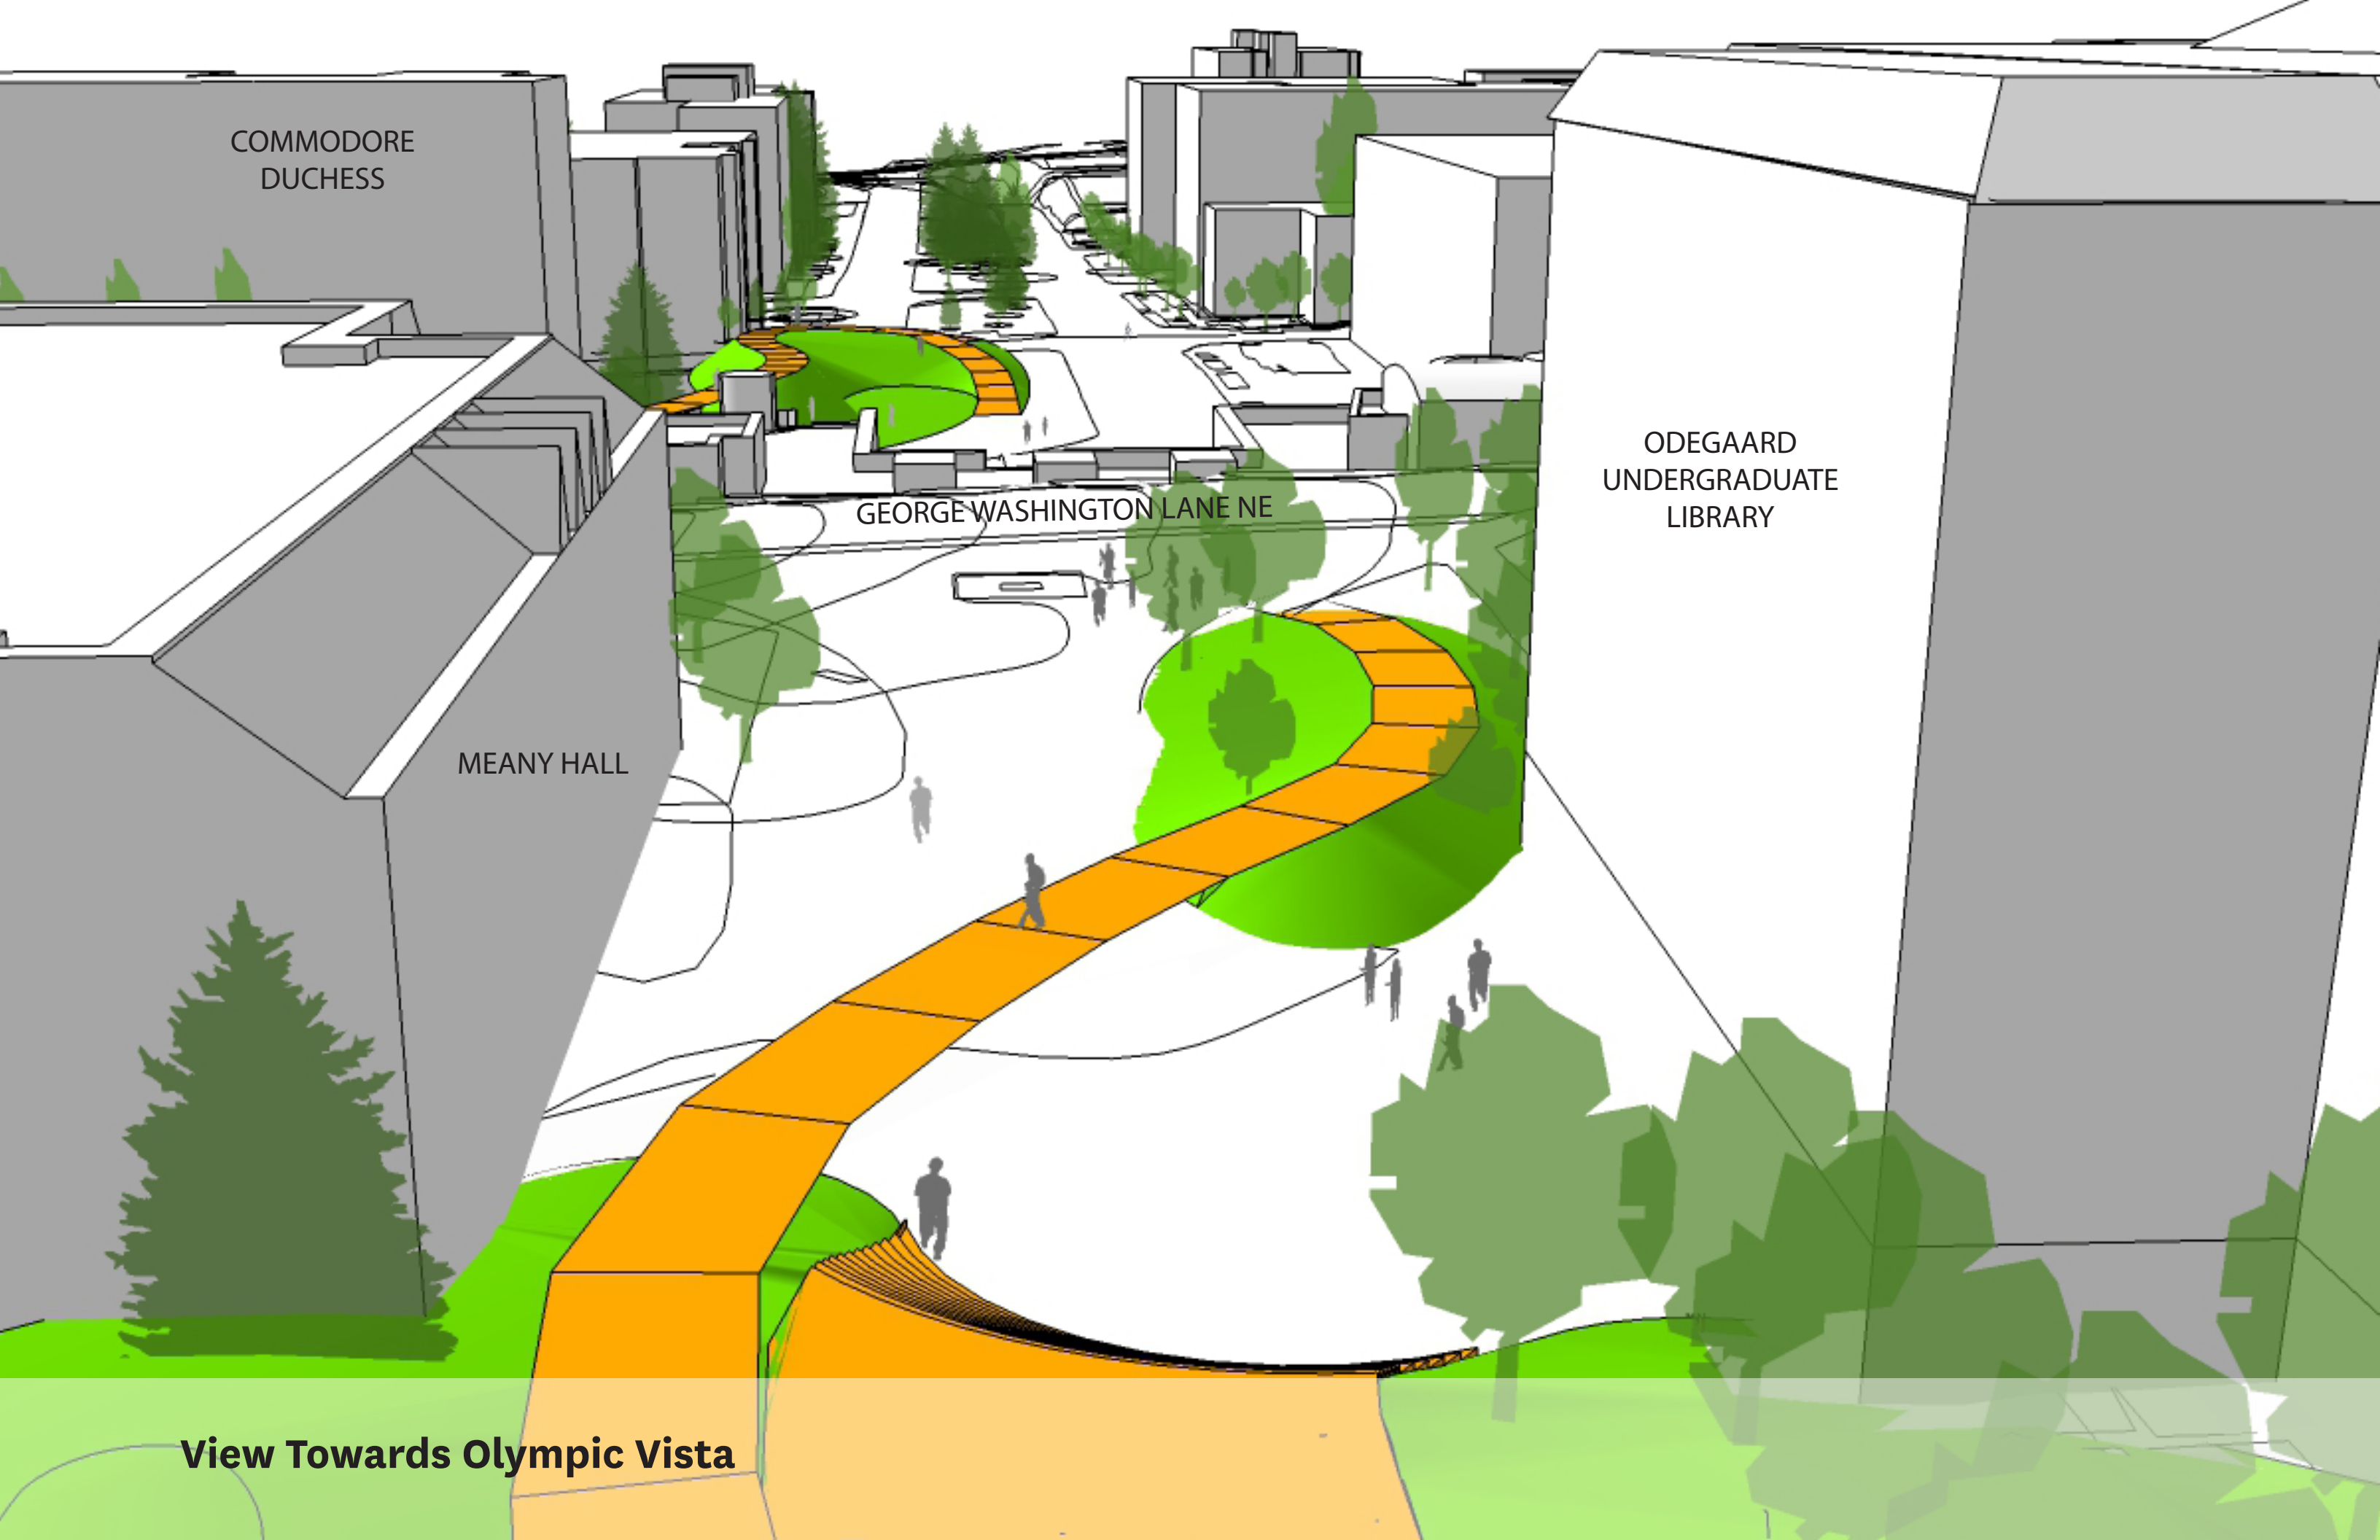 COMMODORE
DUCHESS
ODEGAARD
UNDERGRADUATE
LIBRARY
GEORGE WASHINGTON LANE NE
MEANY HALL
View Towards Olympic Vista